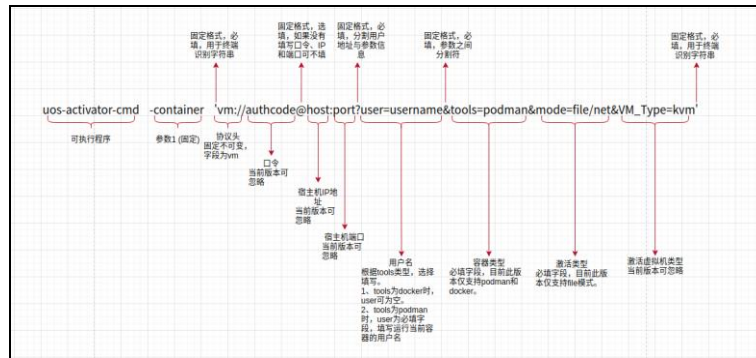 固定格式，必
填，用于终端
识别字符串
固定格式，选
填，如果没有
填写口令、IP
和端口可不填
固定格式，必
填，分割用户
地址与参数信
息
固定格式，必
填，参数之间
分割符
固定格式，必
填，用于终端
识别字符串
uos-activator-cmd -container 'vm://authcode@host:port?user=username&tools=podman&mode=file/net&VM_Type=kvm'
可执行程序
参数1 (固定)
协议头
固定不可变，
字段为vm
口令
当前版本可
忽略
宿主机IP地
址
当前版本可
忽略
宿主机端口
当前版本可
忽略
用户名
根据tools类型，选择
填写。
1、tools为docker时，
user可为空。
2、tools为podman
时，user为必填字
段，填写运行当前容
器的用户名
容器类型
必填字段，目前此版
本仅支持podman和
docker。
激活类型
必填字段，目前此版
本仅支持file模式。
激活虚拟机类型
当前版本可忽略